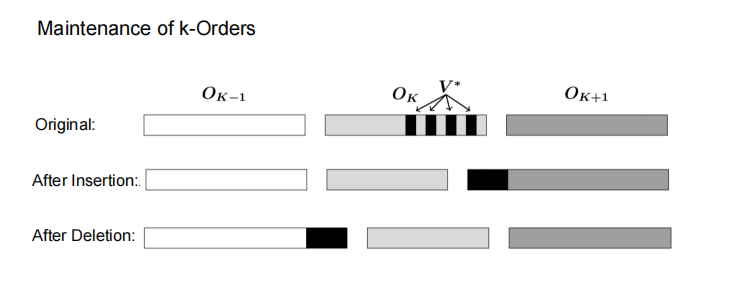 Maintenance of k-Orders
O_{K-1} O_K V* O_{K+1}
Original:
After Insertion:
After Deletion: